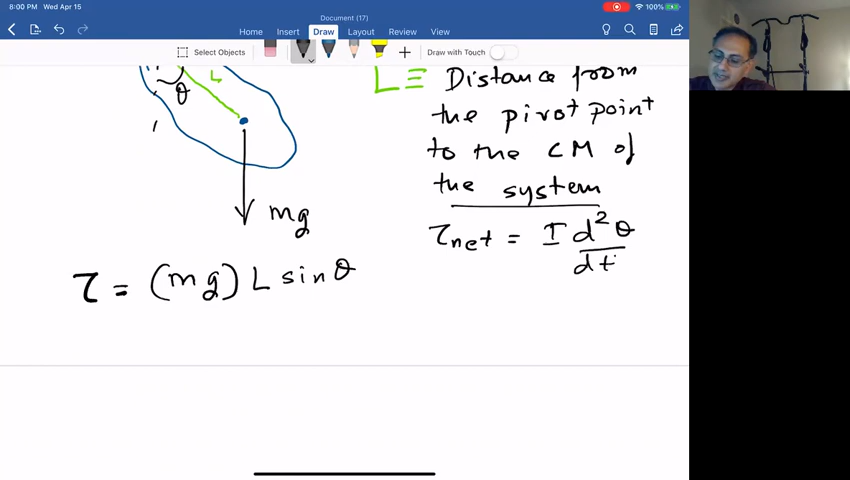 8:00 PM Wed Apr 15
100%
Document (17)
Home Insert Draw Layout Review View
Select Objects
Draw with Touch
θ
L
mg
L ≡ Distance from
the pivot point
to the CM of
the system
τnet = I d²θ
dt
τ = (mg) L sinθ